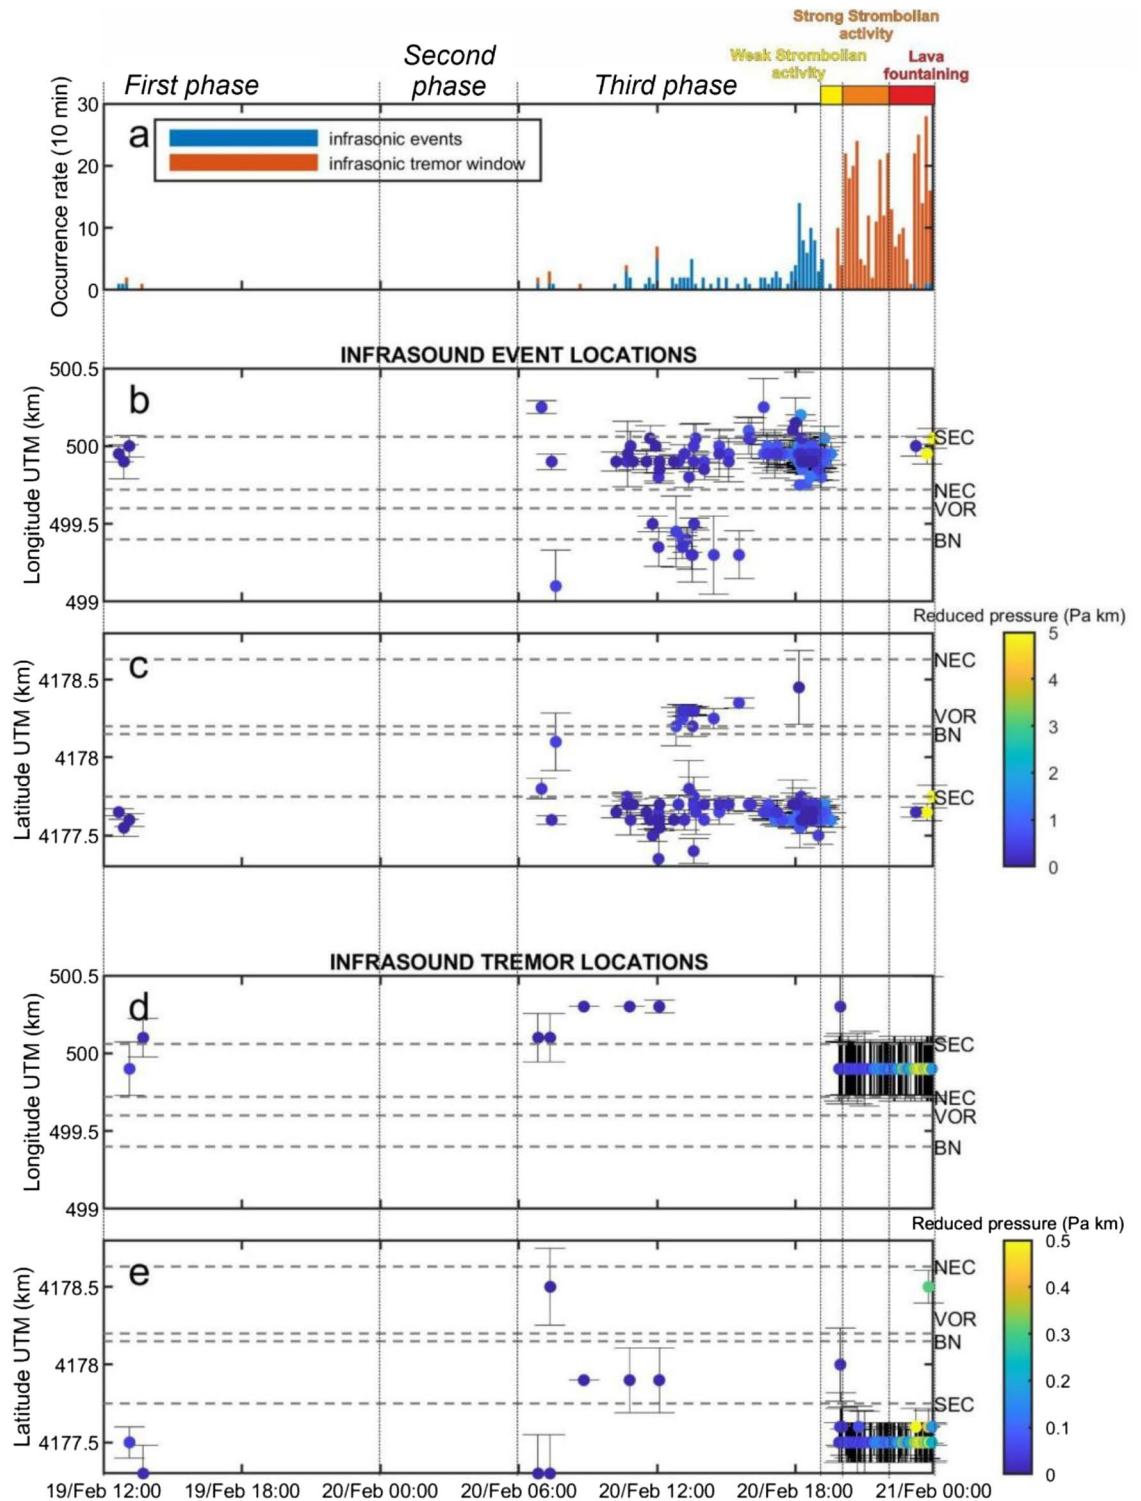 Strong Strombolian
activity
Second
phase
Weak Strombolian
activity
Lava
fountaining
First phase
Third phase
Occurrence rate (10 min)
30
20
10
0
a
infrasonic events
infrasonic tremor window
INFRASOUND EVENT LOCATIONS
Longitude UTM (km)
500.5
500
499.5
499
b
SEC
NEC
VOR
BN
Reduced pressure (Pa km)
Latitude UTM (km)
4178.5
4178
4177.5
c
NEC
VOR
BN
SEC
5
4
3
2
1
0
INFRASOUND TREMOR LOCATIONS
Longitude UTM (km)
500.5
500
499.5
499
d
SEC
NEC
VOR
BN
Reduced pressure (Pa km)
Latitude UTM (km)
4178.5
4178
4177.5
e
NEC
VOR
BN
SEC
0.5
0.4
0.3
0.2
0.1
0
19/Feb 12:00 19/Feb 18:00 20/Feb 00:00 20/Feb 06:00 20/Feb 12:00 20/Feb 18:00 21/Feb 00:00